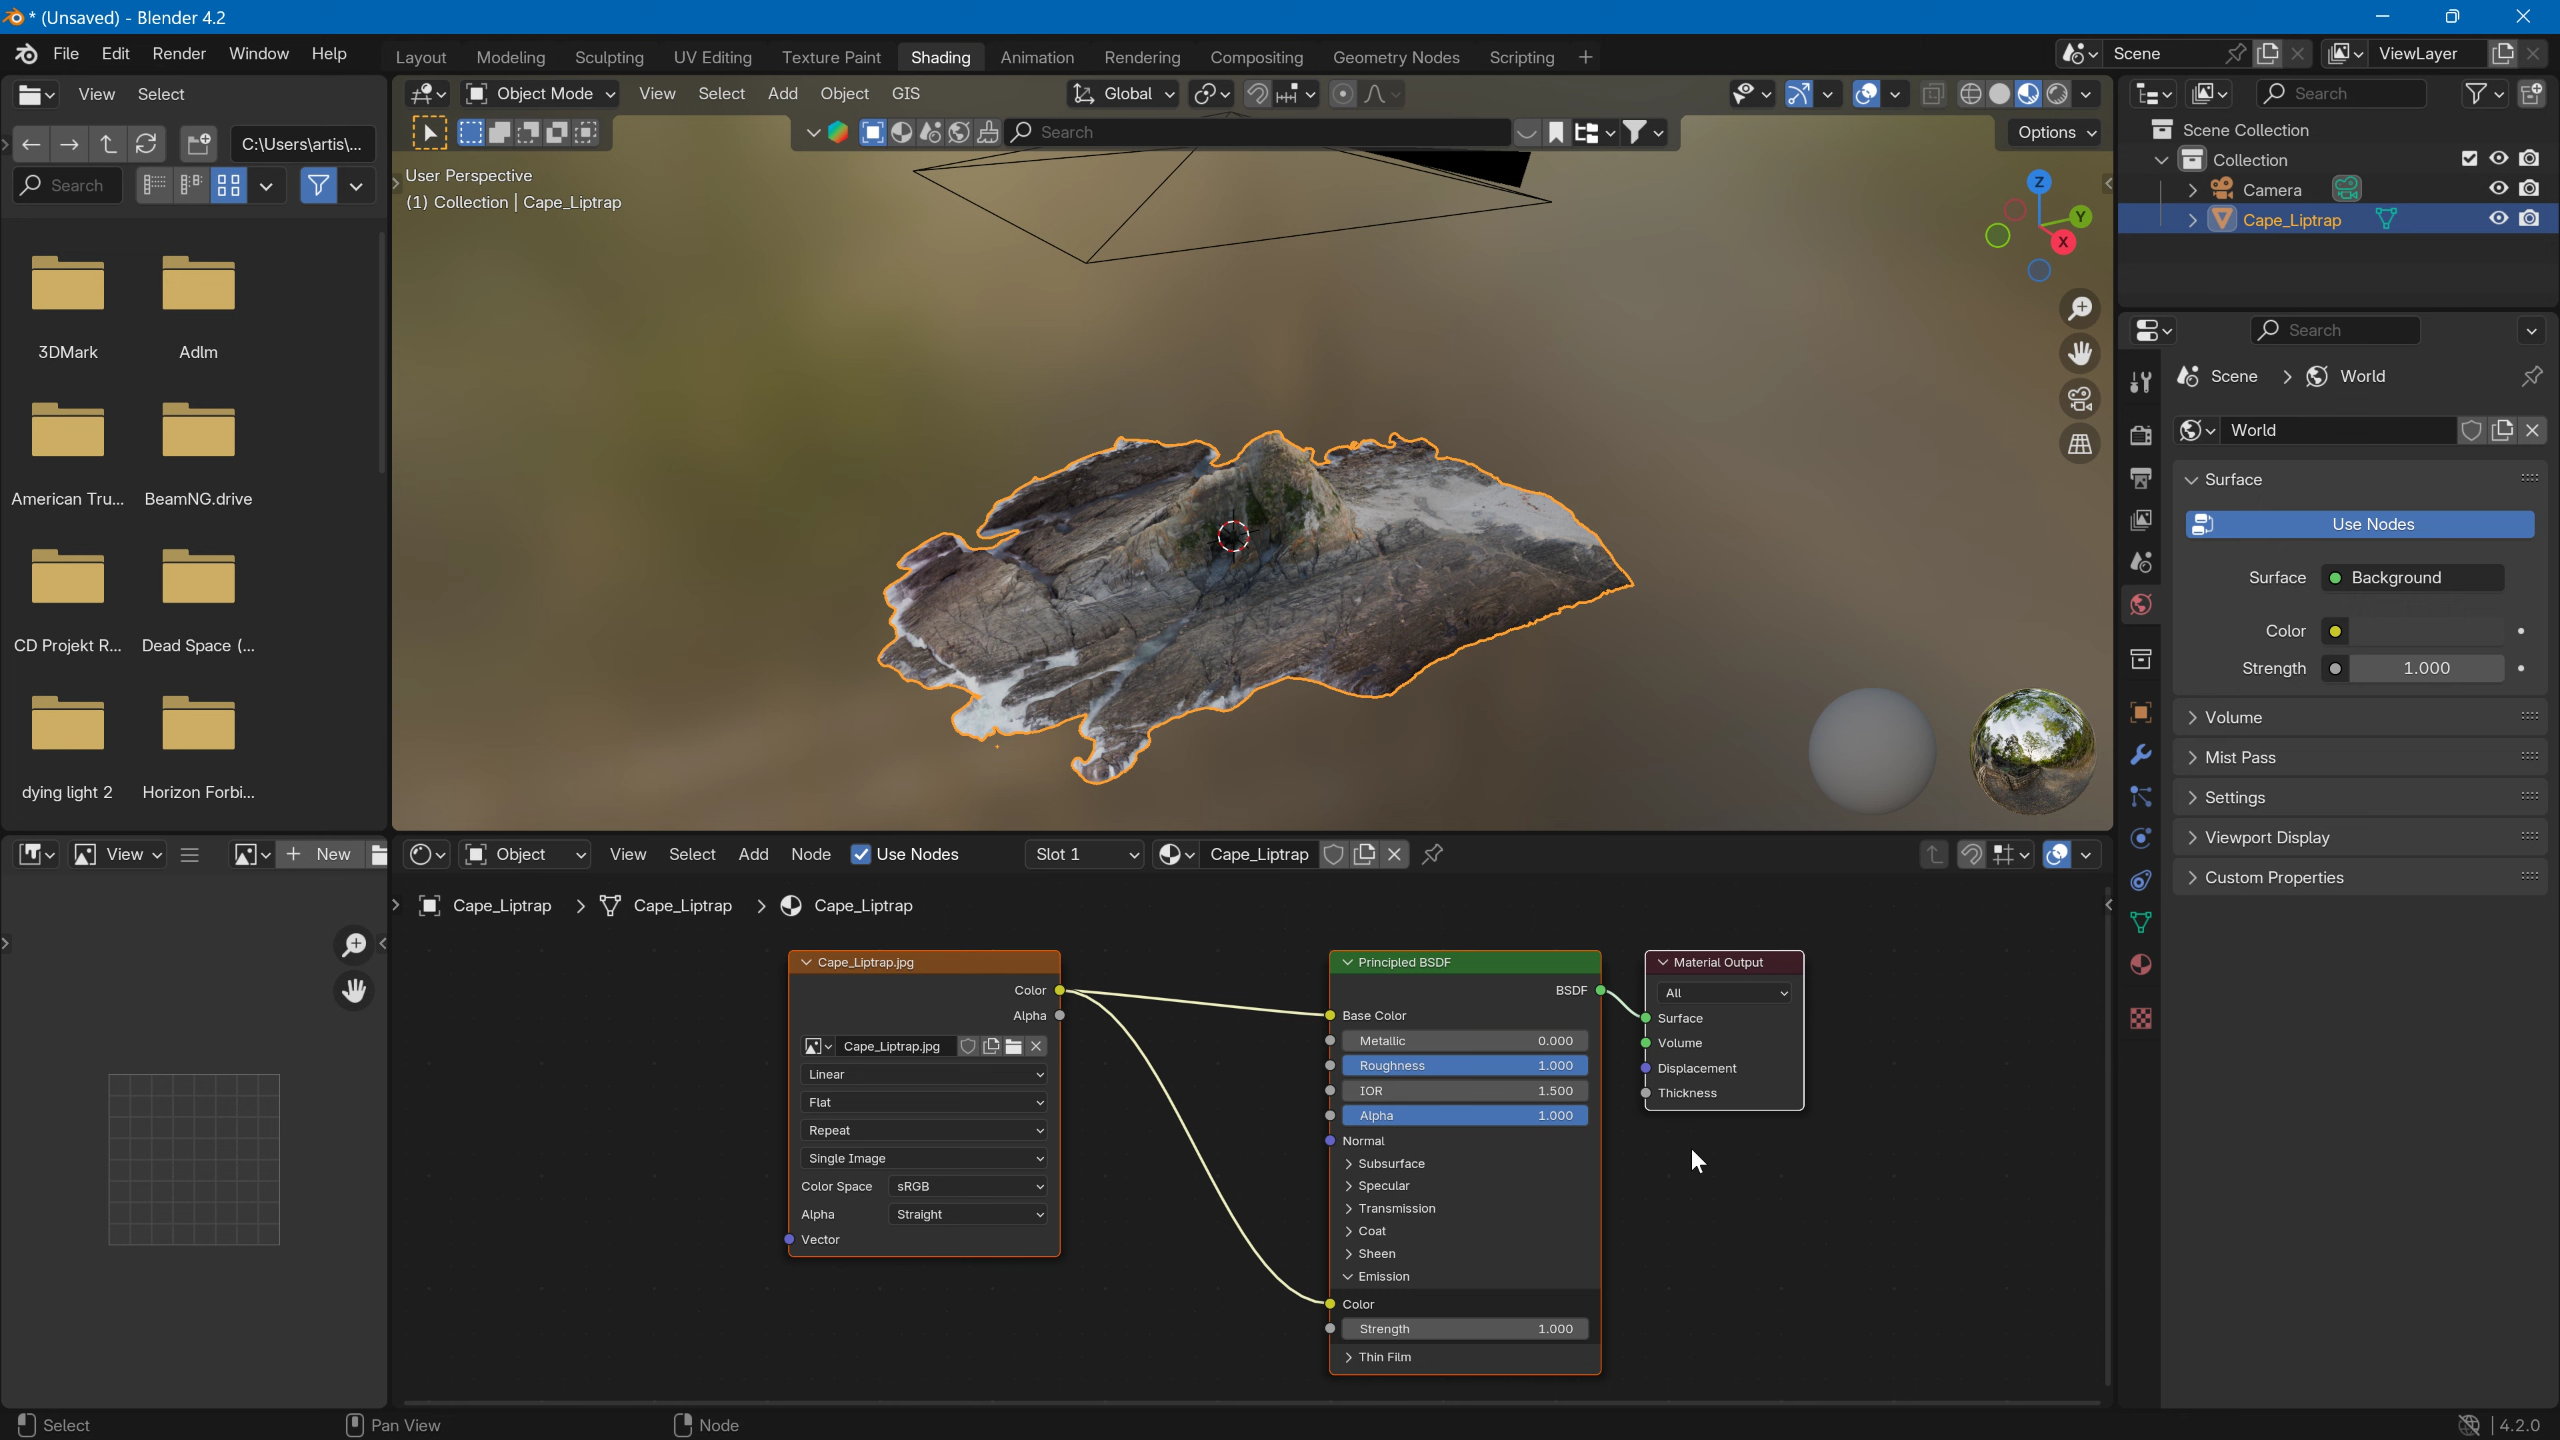 * (Unsaved) - Blender 4.2
File Edit Render Window Help
Layout Modeling Sculpting UV Editing Texture Paint Shading Animation Rendering Compositing Geometry Nodes Scripting +
Scene
ViewLayer
View Select
C:\Users\artis\...
Search
3DMark
Adlm
American Tru...
BeamNG.drive
CD Projekt R...
Dead Space (...
dying light 2
Horizon Forbi...
Object Mode View Select Add Object GIS
Global
Search
Options
User Perspective
(1) Collection | Cape_Liptrap
Z
Y
X
Search
Scene Collection
Collection
Camera
Cape_Liptrap
Search
Scene > World
World
Surface
Use Nodes
Surface Background
Color
Strength 1.000
Volume
Mist Pass
Settings
Viewport Display
Custom Properties
View
+ New
Object View Select Add Node Use Nodes
Slot 1
Cape_Liptrap
Cape_Liptrap > Cape_Liptrap > Cape_Liptrap
Cape_Liptrap.jpg
Color
Alpha
Cape_Liptrap.jpg
Linear
Flat
Repeat
Single Image
Color Space sRGB
Alpha Straight
Vector
Principled BSDF
BSDF
Base Color
Metallic 0.000
Roughness 1.000
IOR 1.500
Alpha 1.000
Normal
Subsurface
Specular
Transmission
Coat
Sheen
Emission
Color
Strength 1.000
Thin Film
Material Output
All
Surface
Volume
Displacement
Thickness
Select
Pan View
Node
4.2.0